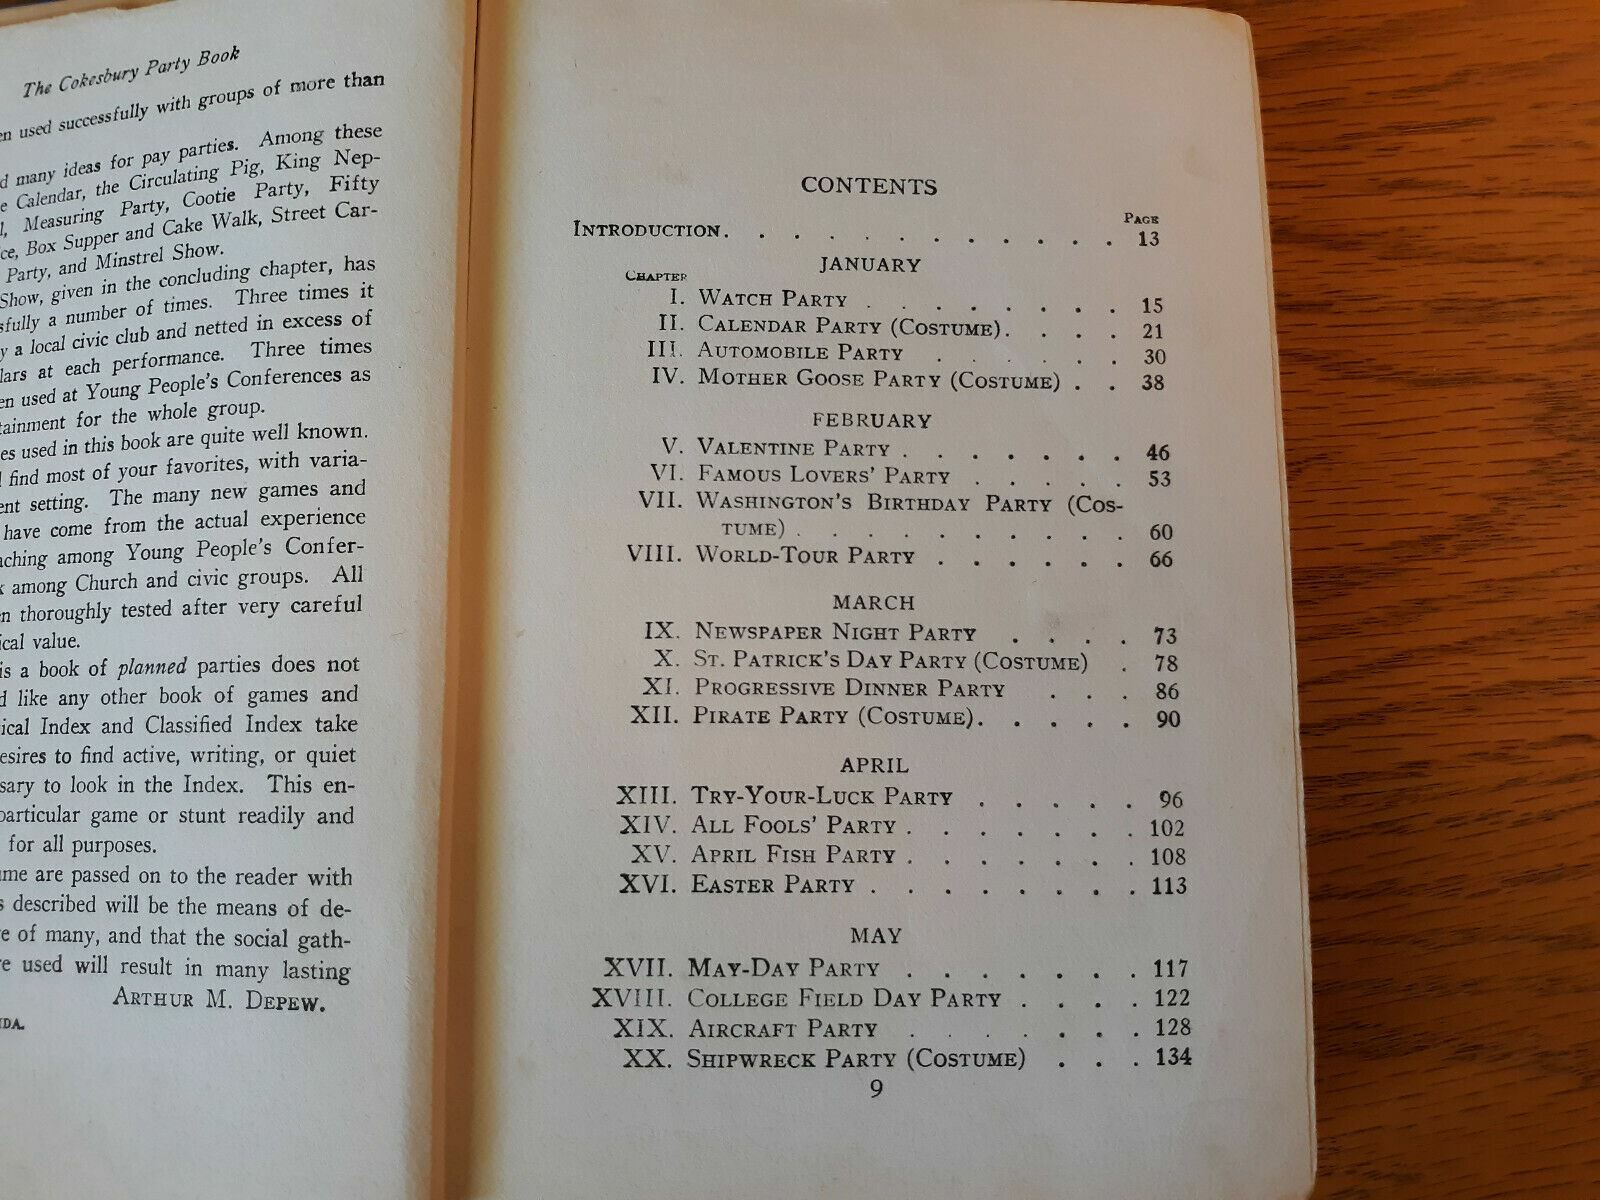 The Cokesbury Party Book
en used successfully with groups of more than
d many ideas for pay parties. Among these
e Calendar, the Circulating Pig, King Nep-
l, Measuring Party, Cootie Party, Fifty
ce, Box Supper and Cake Walk, Street Car-
Party, and Minstrel Show.
Show, given in the concluding chapter, has
sfully a number of times. Three times it
y a local civic club and netted in excess of
lars at each performance. Three times
en used at Young People's Conferences as
tainment for the whole group.
es used in this book are quite well known.
l find most of your favorites, with varia-
ent setting. The many new games and
have come from the actual experience
aching among Young People's Confer-
k among Church and civic groups. All
n thoroughly tested after very careful
ical value.
is a book of planned parties does not
d like any other book of games and
ical Index and Classified Index take
esires to find active, writing, or quiet
sary to look in the Index. This en-
particular game or stunt readily and
for all purposes.
me are passed on to the reader with
s described will be the means of de-
e of many, and that the social gath-
e used will result in many lasting
ARTHUR M. DEPEW.
IDA.
CONTENTS
PAGE
INTRODUCTION. . . . . . . . . . . . 13
JANUARY
CHAPTER
I. WATCH PARTY . . . . . . . . 15
II. CALENDAR PARTY (COSTUME). . . . 21
III. AUTOMOBILE PARTY . . . . . . 30
IV. MOTHER GOOSE PARTY (COSTUME) . . 38
FEBRUARY
V. VALENTINE PARTY . . . . . . . 46
VI. FAMOUS LOVERS' PARTY . . . . . 53
VII. WASHINGTON'S BIRTHDAY PARTY (COS-
TUME) . . . . . . . . . . 60
VIII. WORLD-TOUR PARTY . . . . . . 66
MARCH
IX. NEWSPAPER NIGHT PARTY . . . . 73
X. ST. PATRICK'S DAY PARTY (COSTUME) . 78
XI. PROGRESSIVE DINNER PARTY . . . 86
XII. PIRATE PARTY (COSTUME). . . . . 90
APRIL
XIII. TRY-YOUR-LUCK PARTY . . . . . 96
XIV. ALL FOOLS' PARTY . . . . . . . 102
XV. APRIL FISH PARTY . . . . . . . 108
XVI. EASTER PARTY . . . . . . . . 113
MAY
XVII. MAY-DAY PARTY . . . . . . . 117
XVIII. COLLEGE FIELD DAY PARTY . . . . 122
XIX. AIRCRAFT PARTY . . . . . . . 128
XX. SHIPWRECK PARTY (COSTUME) . . . 134
9